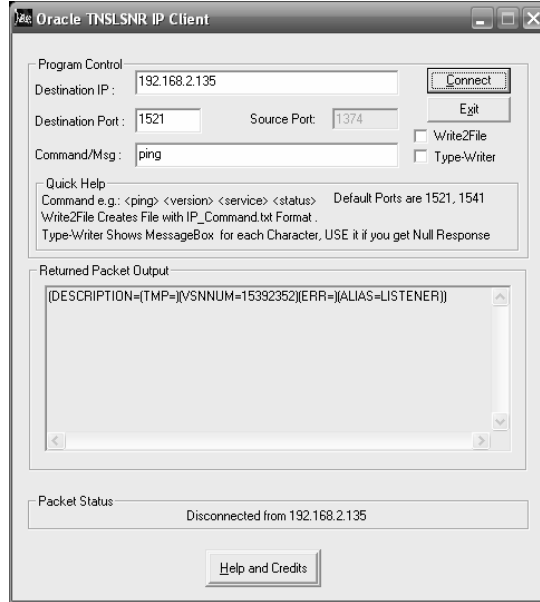 Oracle TNSLSNR IP Client
Program Control
Destination IP : 192.168.2.135 Connect
Destination Port : 1521 Source Port: 1374 Exit
Write2File
Command/Msg : ping Type-Writer
Quick Help
Command e.g.: <ping> <version> <service> <status> Default Ports are 1521, 1541
Write2File Creates File with IP_Command.txt Format .
Type-Writer Shows MessageBox for each Character, USE it if you get Null Response
Returned Packet Output
(DESCRIPTION=(TMP=)(VSNNUM=15392352)(ERR=)(ALIAS=LISTENER))
Packet Status
Disconnected from 192.168.2.135
Help and Credits